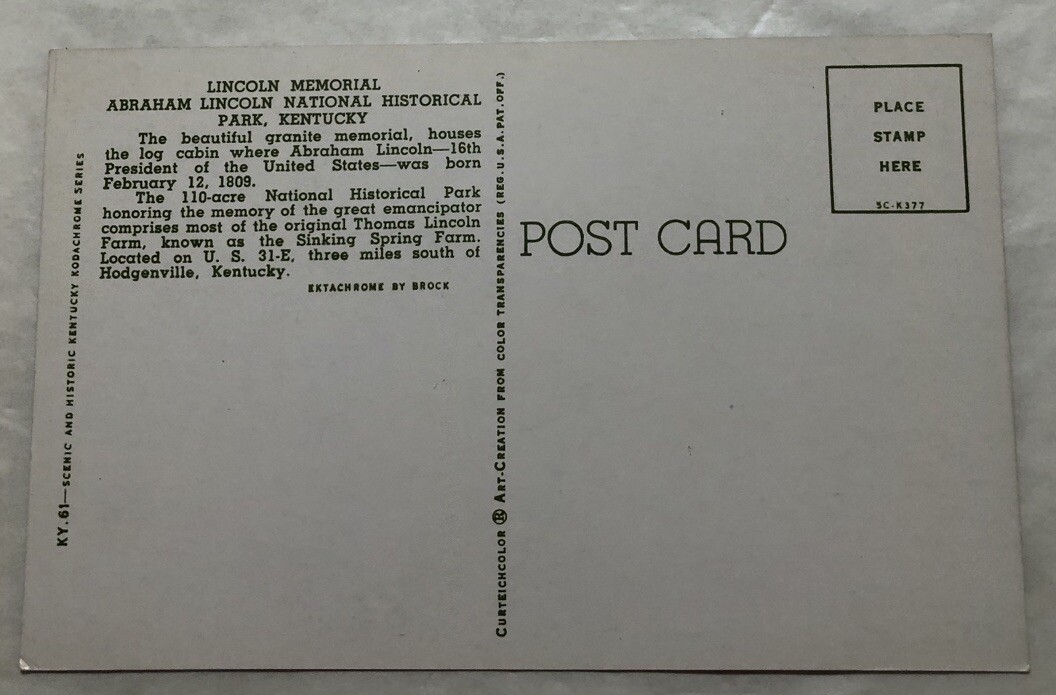 LINCOLN MEMORIAL
ABRAHAM LINCOLN NATIONAL HISTORICAL
PARK, KENTUCKY
The beautiful granite memorial, houses
the log cabin where Abraham Lincoln—16th
President of the United States—was born
February 12, 1809.
The 110-acre National Historical Park
honoring the memory of the great emancipator
comprises most of the original Thomas Lincoln
Farm, known as the Sinking Spring Farm.
Located on U. S. 31-E, three miles south of
Hodgenville, Kentucky.
EKTACHROME BY BROCK
KY. 61—SCENIC AND HISTORIC KENTUCKY KODACHROME SERIES
CURTEICHCOLOR ® ART-CREATION FROM COLOR TRANSPARENCIES (REG. U.S.A. PAT. OFF.)
POST CARD
PLACE
STAMP
HERE
5C-K377